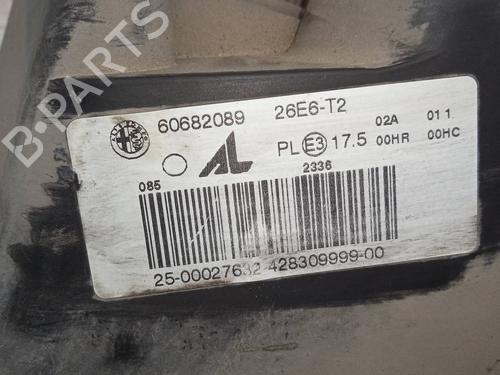 B-PARTS
60682089 26E6-T2
AL PL E3 17.5 02A 00HR 01 1 00HC
085 2336
25-00027632-428309999-00